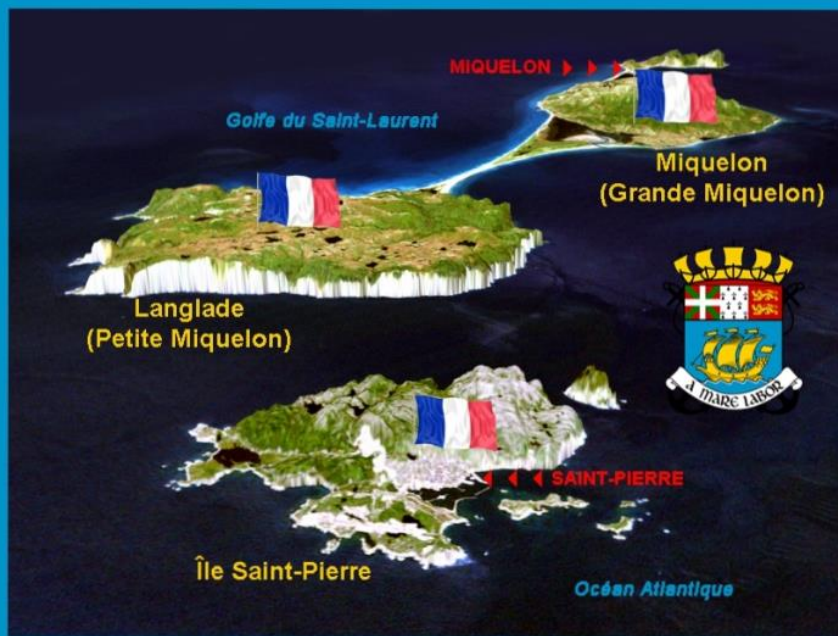 MIQUELON
Golfe du Saint-Laurent
Miquelon
(Grande Miquelon)
Langlade
(Petite Miquelon)
A MARE LABOR
SAINT-PIERRE
Île Saint-Pierre
Océan Atlantique